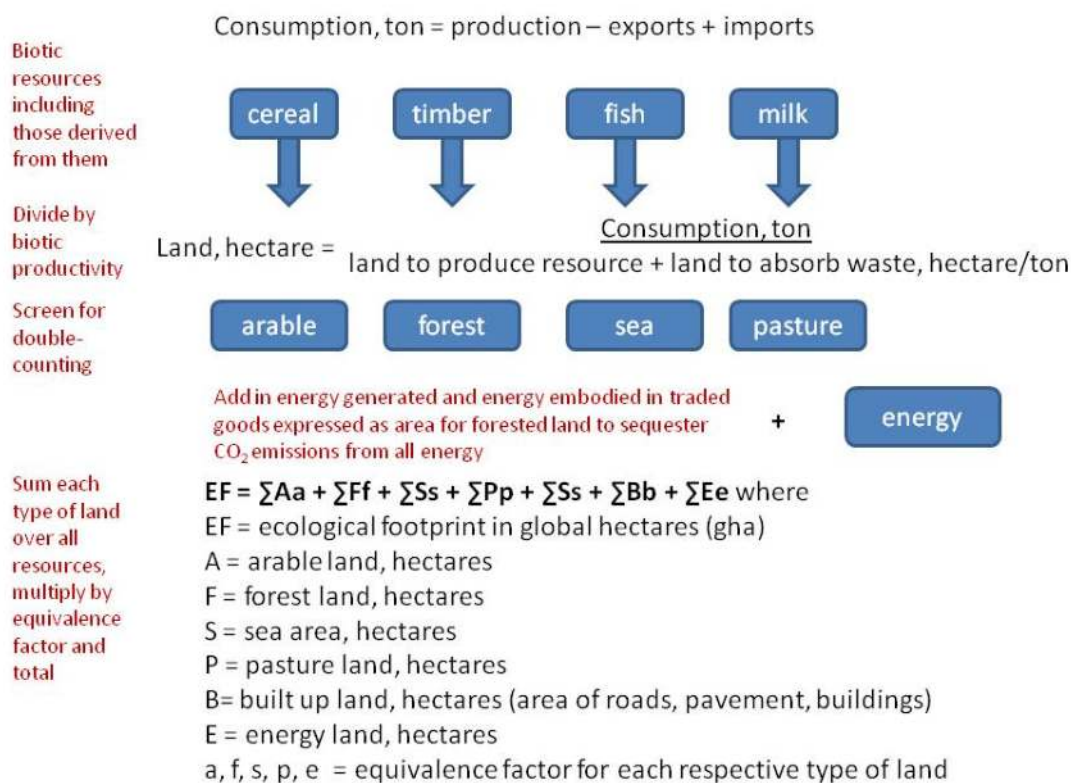 Consumption, ton = production – exports + imports
Biotic
resources
including
those derived
from them
cereal
timber
fish
milk
Divide by
biotic
productivity
Land, hectare =
Consumption, ton
land to produce resource + land to absorb waste, hectare/ton
Screen for
double-
counting
arable
forest
sea
pasture
Add in energy generated and energy embodied in traded
goods expressed as area for forested land to sequester
CO₂ emissions from all energy
+
energy
Sum each
type of land
over all
resources,
multiply by
equivalence
factor and
total
EF = ∑Aa + ∑Ff + ∑Ss + ∑Pp + ∑Ss + ∑Bb + ∑Ee where
EF = ecological footprint in global hectares (gha)
A = arable land, hectares
F = forest land, hectares
S = sea area, hectares
P = pasture land, hectares
B= built up land, hectares (area of roads, pavement, buildings)
E = energy land, hectares
a, f, s, p, e = equivalence factor for each respective type of land